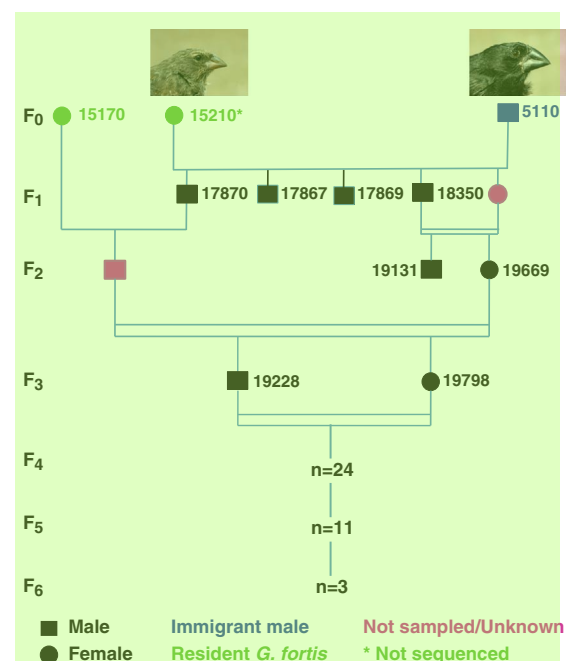 F0 15170 15210* 5110
F1 17870 17867 17869 18350
F2 19131 19669
F3 19228 19798
F4 n=24
F5 n=11
F6 n=3
Male Immigrant male Not sampled/Unknown
Female Resident G. fortis * Not sequenced